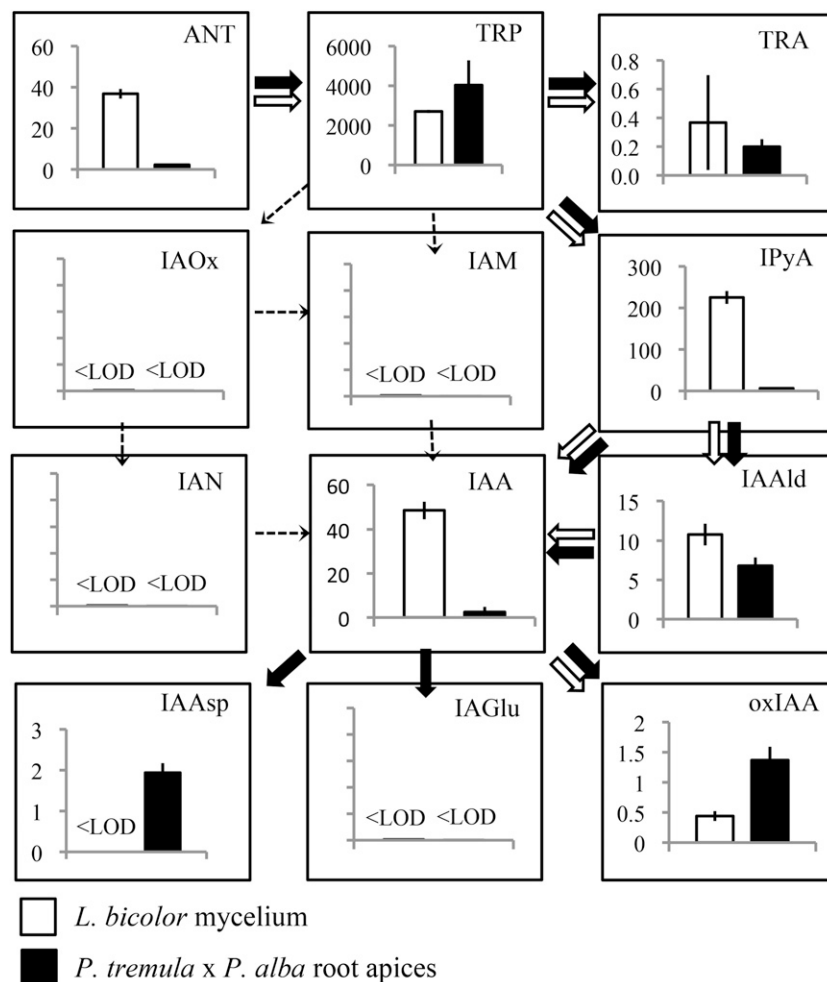 ANT
60
40
20
0
TRP
6000
4000
2000
0
TRA
0.8
0.6
0.4
0.2
0.0
IAOx
<LOD <LOD
IAM
<LOD <LOD
IPyA
300
200
100
0
IAN
<LOD <LOD
IAA
60
40
20
0
IAAld
15
10
5
0
IAAsp
3
2
1
0
<LOD
IAGlu
<LOD <LOD
oxIAA
2
1.5
1
0.5
0
L. bicolor mycelium
P. tremula x P. alba root apices